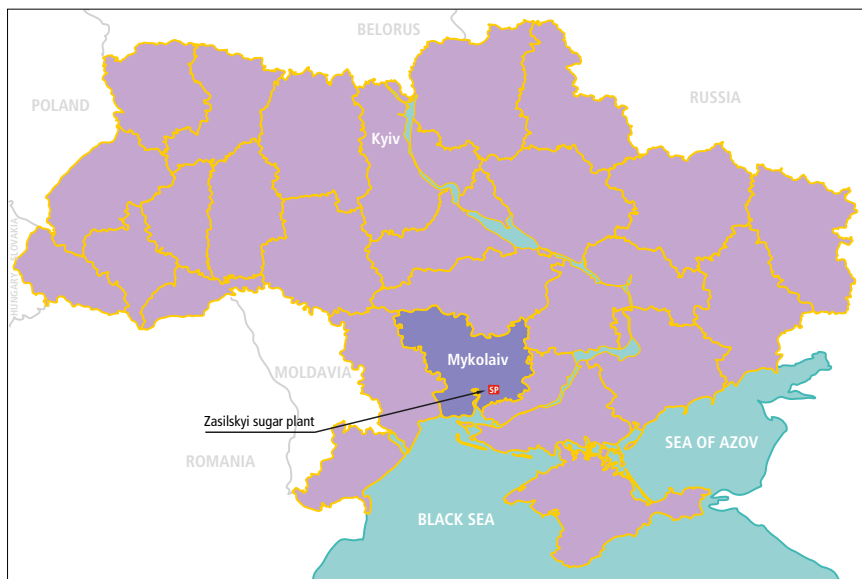 BELORUS
POLAND
RUSSIA
Kyiv
SLOVAKIA
HUNGARY
Mykolaiv
MOLDAVIA
SP
Zasilskyi sugar plant
SEA OF AZOV
ROMANIA
BLACK SEA